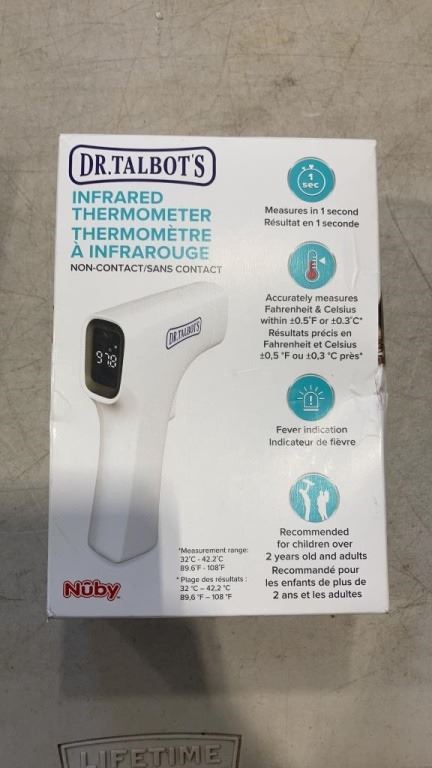 DR.TALBOT'S
INFRARED
THERMOMETER
THERMOMÈTRE
À INFRAROUGE
NON-CONTACT/SANS CONTACT
1
sec
Measures in 1 second
Résultat en 1 seconde
Accurately measures
Fahrenheit & Celsius
within ±0.5˚F or ±0.3˚C*
Résultats précis en
Fahrenheit et Celsius
±0,5 °F ou ±0,3 °C près*
DR.TALBOT'S
97.6
Fever indication
Indicateur de fièvre
Recommended
for children over
2 years old and adults
Recommandé pour
les enfants de plus de
2 ans et les adultes
*Measurement range:
32˚C - 42.2˚C
89.6˚F - 108˚F
*Plage des résultats :
32 °C – 42,2 °C
89,6 °F – 108 °F
Nûby
LIFETIME